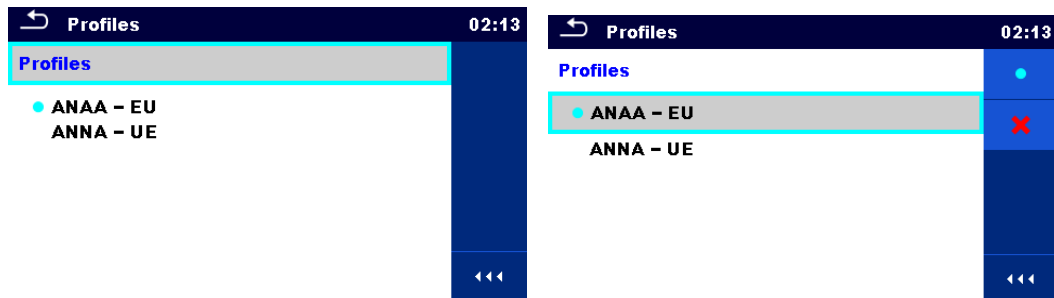 Profiles 02:13
Profiles
ANAA – EU
ANNA – UE
Profiles 02:13
Profiles
ANAA – EU
ANNA – UE